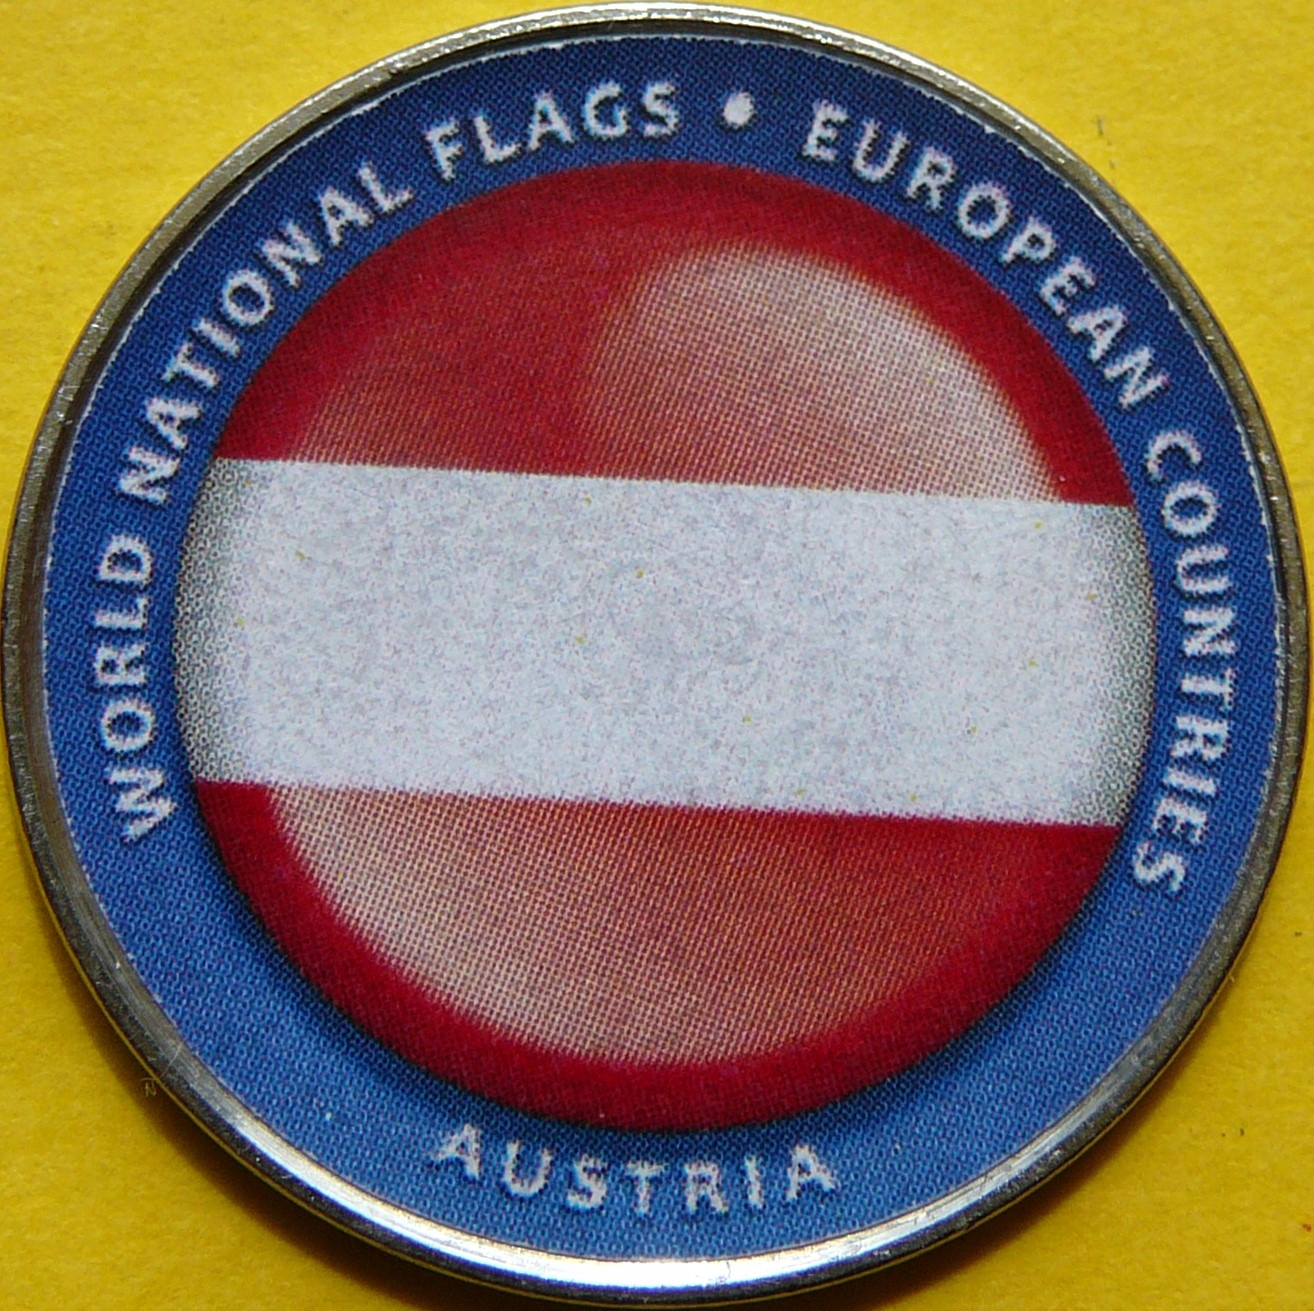 WORLD NATIONAL FLAGS • EUROPEAN COUNTRIES
AUSTRIA